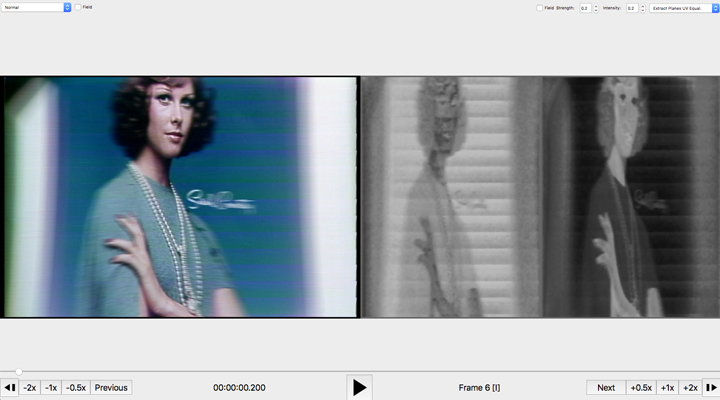 Normal
Field
Field Strength: 0.2 Intensity: 0.2 Extract Planes UV Equal
-2x -1x -0.5x Previous 00:00:00.200 Frame 6 [I] Next +0.5x +1x +2x